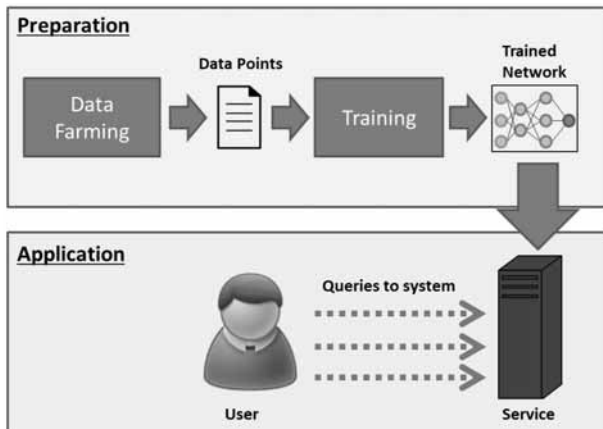 Preparation
Data Points
Trained
Network
Data
Farming
Training
Application
Queries to system
User
Service